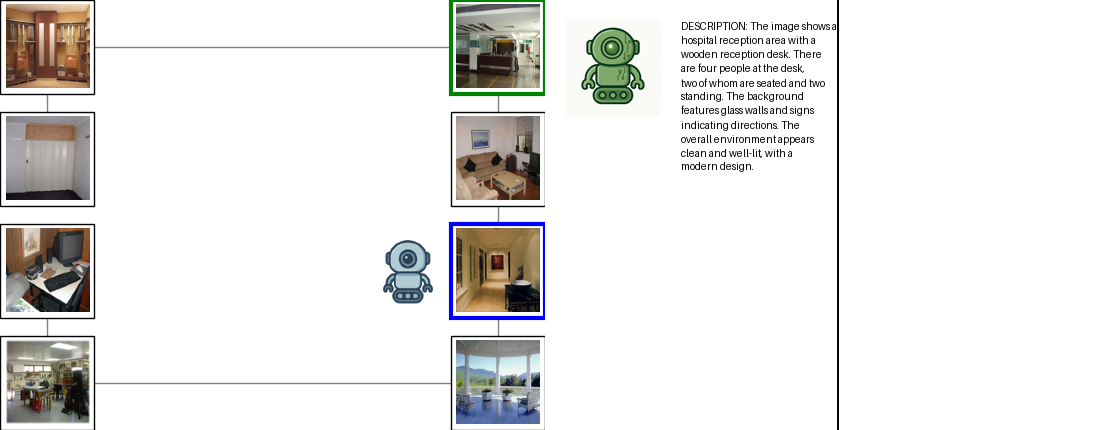 DESCRIPTION: The image shows a
hospital reception area with a
wooden reception desk. There
are four people at the desk,
two of whom are seated and two
standing. The background
features glass walls and signs
indicating directions. The
overall environment appears
clean and well-lit, with a
modern design.